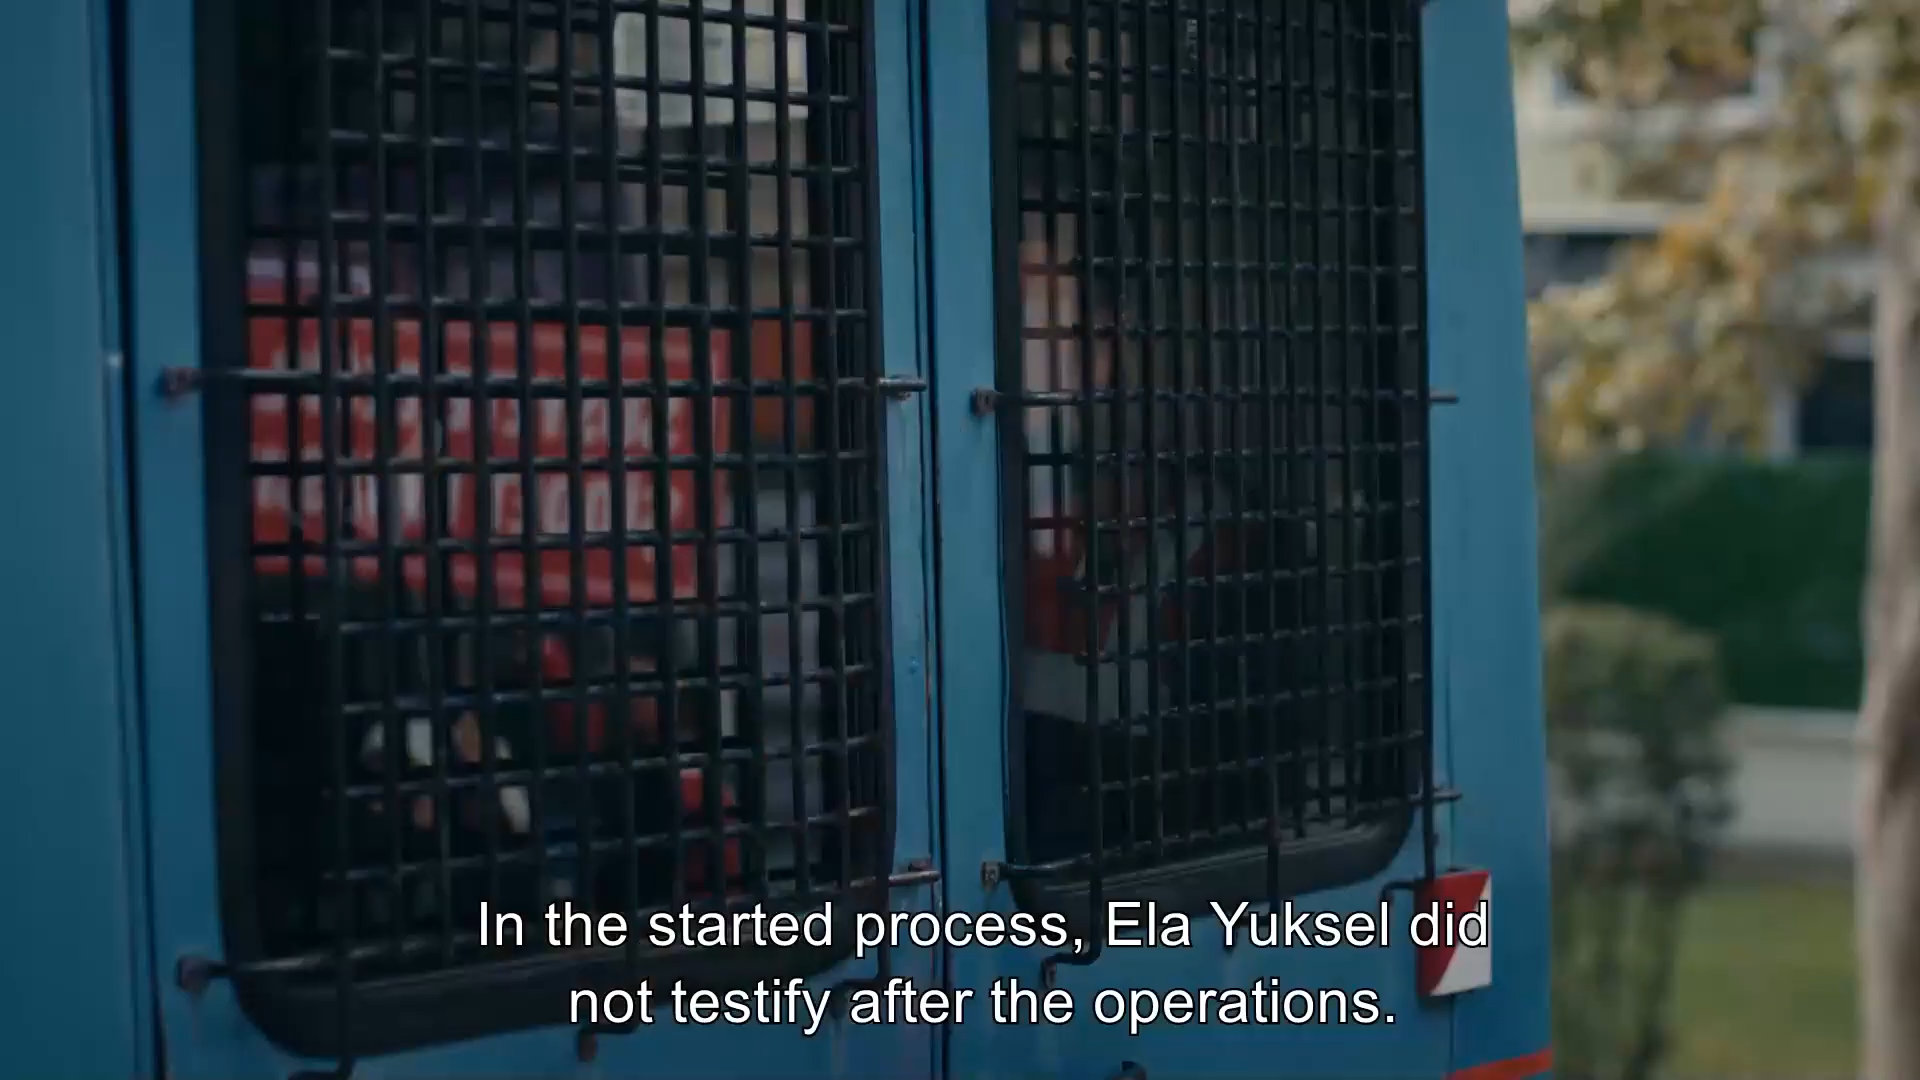 In the started process, Ela Yuksel did
not testify after the operations.